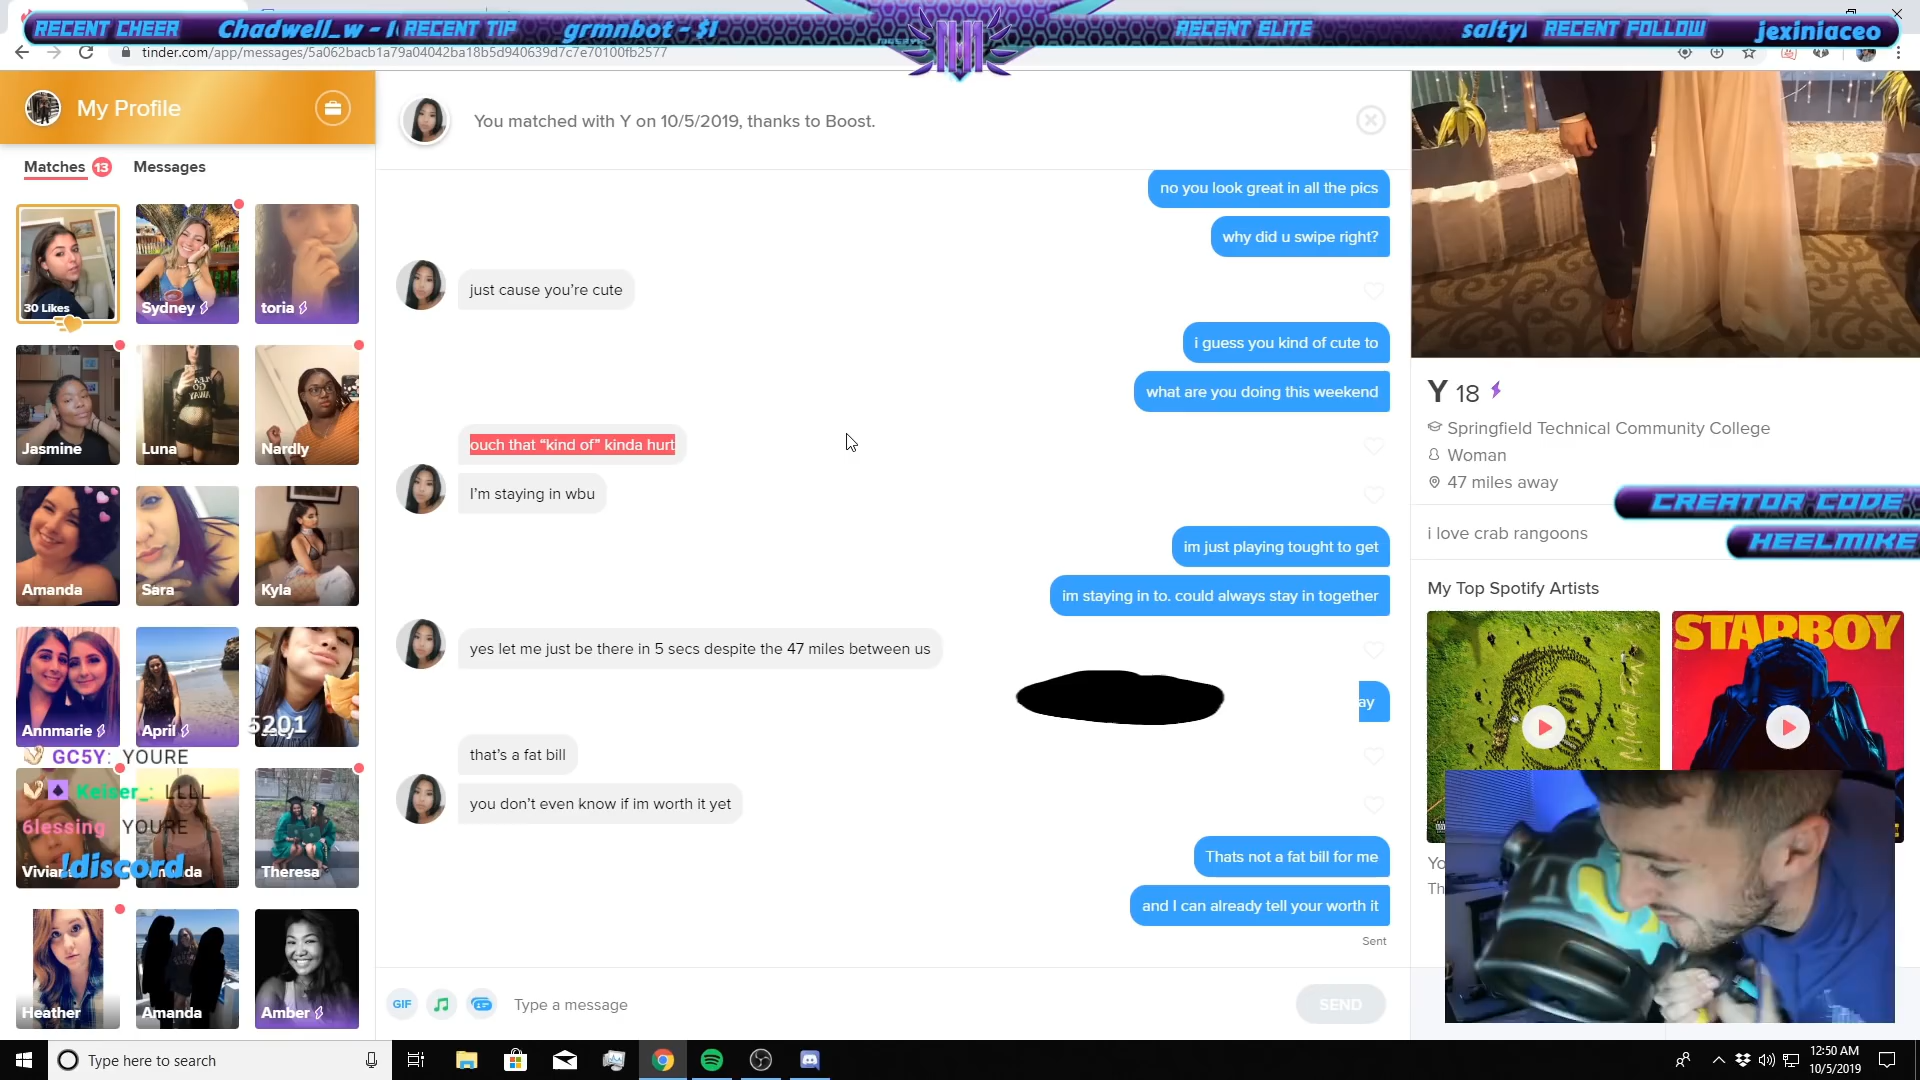 RECENT CHEER
Chadwell_w - 1
RECENT TIP
grmnbot - $1
RECENT ELITE
salty
RECENT FOLLOW
jexiniaceo
tinder.com/app/messages/5a062bacb1a79a04042ba18b5d940639d7c7e70100fb2577
My Profile
Matches 13 Messages
30 Likes
Sydney
toria
Jasmine
Luna
Nardly
Amanda
Sara
Kyla
Annmarie
April
5201
GC5Y: YOURE
Keiser_: LLLL
6lessing YOURE
!discord
Theresa
Heather
Amanda
Amber
You matched with Y on 10/5/2019, thanks to Boost.
no you look great in all the pics
why did u swipe right?
just cause you're cute
i guess you kind of cute to
what are you doing this weekend
ouch that “kind of” kinda hurt
I'm staying in wbu
im just playing tought to get
im staying in to. could always stay in together
yes let me just be there in 5 secs despite the 47 miles between us
ay
that's a fat bill
you don't even know if im worth it yet
Thats not a fat bill for me
and I can already tell your worth it
Sent
GIF
Type a message
SEND
Y 18
Springfield Technical Community College
Woman
47 miles away
CREATOR CODE
i love crab rangoons
HEELMIKE
My Top Spotify Artists
STARBOY
Yo
Th
Type here to search
12:50 AM
10/5/2019